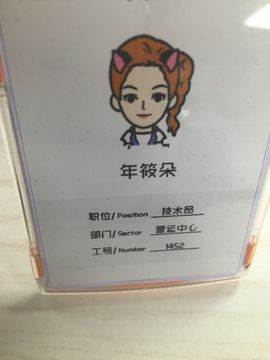 年筱朵
职位/Position 技术员
部门/Sector 营运中心
工号/Number 1452